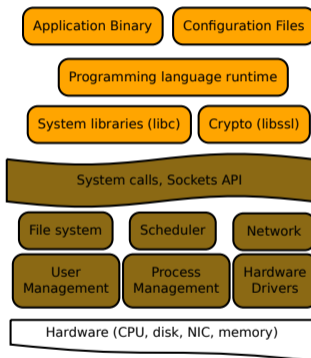 Application Binary
Configuration Files
Programming language runtime
System libraries (libc)
Crypto (libssl)
System calls, Sockets API
File system
Scheduler
Network
User
Management
Process
Management
Hardware
Drivers
Hardware (CPU, disk, NIC, memory)